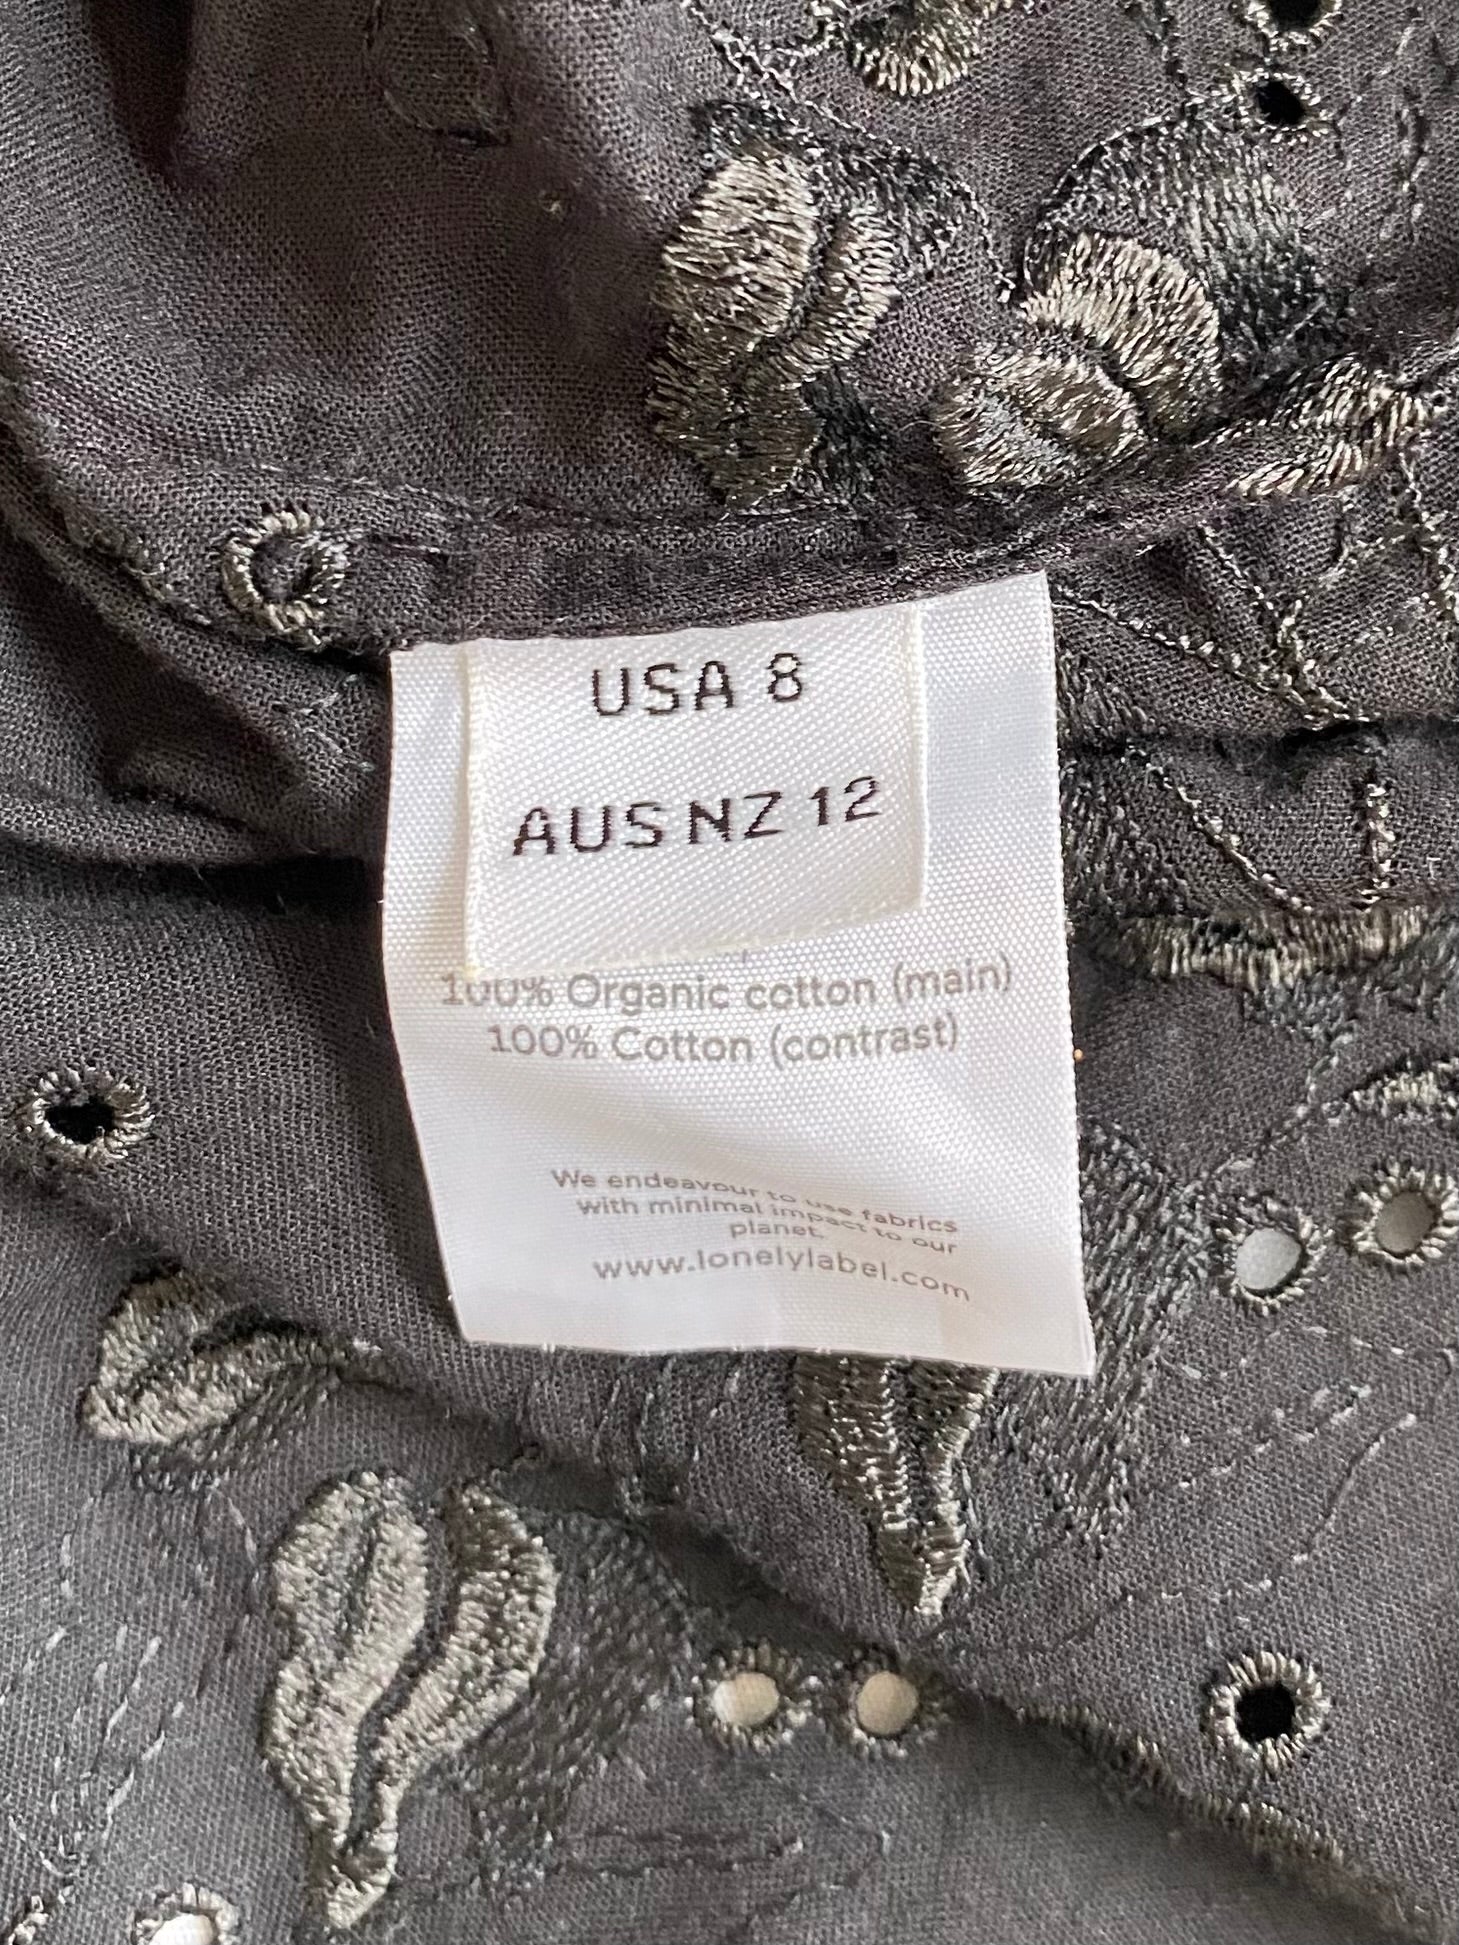 USA 8
AUS NZ 12
100% Organic cotton (main)
100% Cotton (contrast)
We endeavour to use fabrics
with minimal impact to our
planet.
www.lonelylabel.com